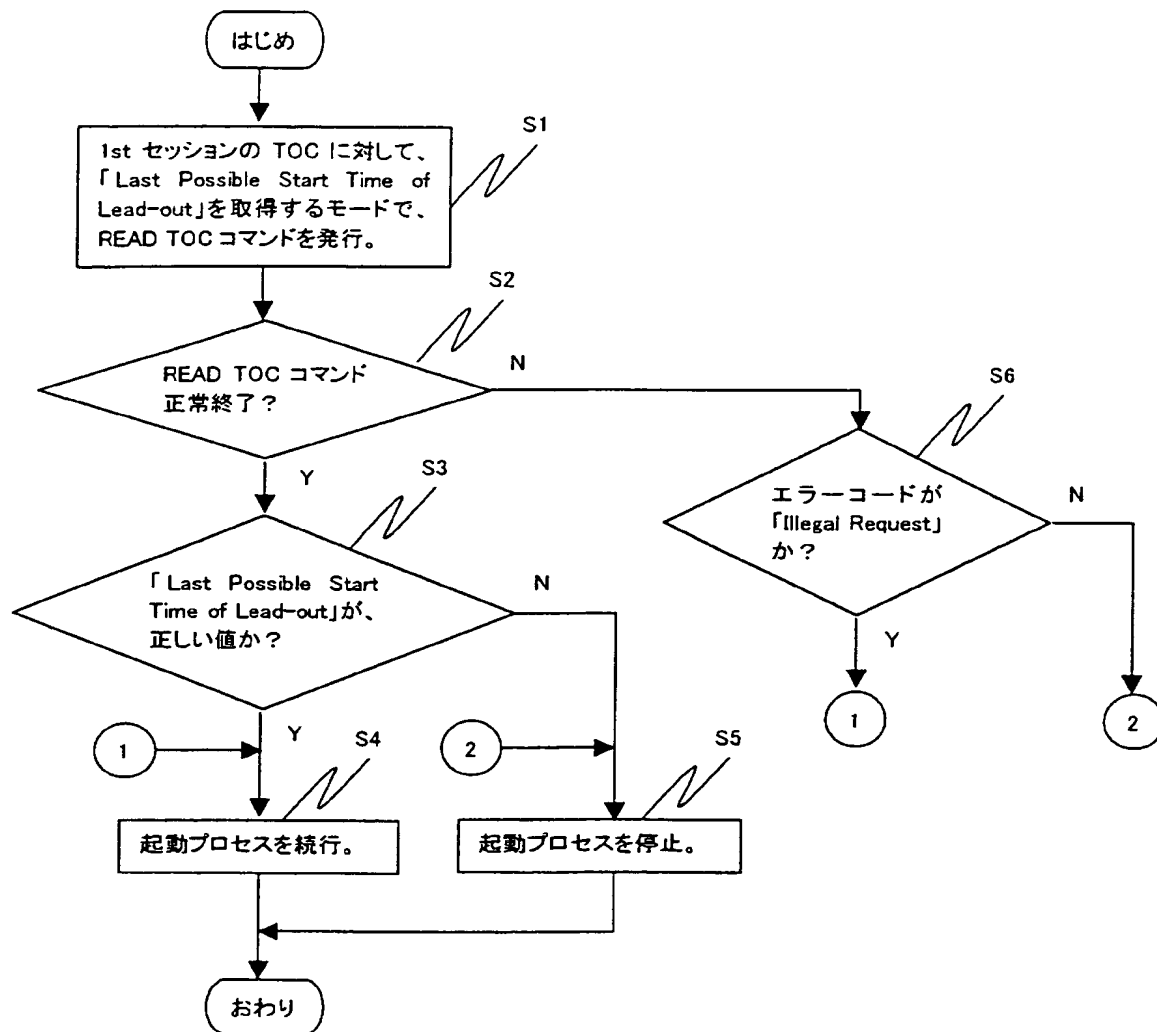 はじめ
S1
1st セッションの TOC に対して、
「Last Possible Start Time of
Lead-out」を取得するモードで、
READ TOC コマンドを発行。
S2
READ TOC コマンド
正常終了？
N
Y
S6
エラーコードが
「Illegal Request」
か？
N
Y
1
2
S3
「Last Possible Start
Time of Lead-out」が、
正しい値か？
N
Y
1
2
S4
起動プロセスを続行。
S5
起動プロセスを停止。
おわり